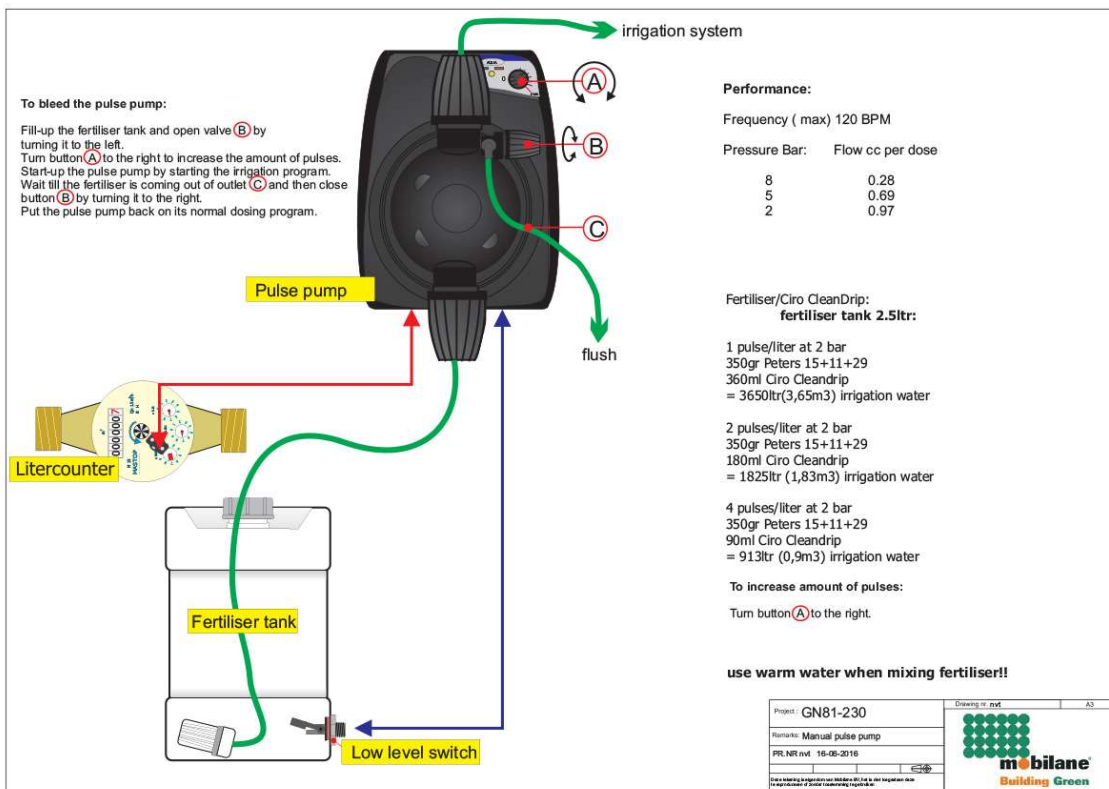 irrigation system
AQUA
0
A
To bleed the pulse pump:
Fill-up the fertiliser tank and open valve B by
turning it to the left.
Turn button A to the right to increase the amount of pulses.
Start-up the pulse pump by starting the irrigation program.
Wait till the fertiliser is coming out of outlet C and then close
button B by turning it to the right.
Put the pulse pump back on its normal dosing program.
B
C
Pulse pump
flush
Litercounter
0000007
Fertiliser tank
Low level switch
Performance:
Frequency ( max) 120 BPM
Pressure Bar: Flow cc per dose
8 0.28
5 0.69
2 0.97
Fertiliser/Ciro CleanDrip:
fertiliser tank 2.5ltr:
1 pulse/liter at 2 bar
350gr Peters 15+11+29
360ml Ciro Cleandrip
= 3650ltr(3,65m3) irrigation water
2 pulses/liter at 2 bar
350gr Peters 15+11+29
180ml Ciro Cleandrip
= 1825ltr (1,83m3) irrigation water
4 pulses/liter at 2 bar
350gr Peters 15+11+29
90ml Ciro Cleandrip
= 913ltr (0,9m3) irrigation water
To increase amount of pulses:
Turn button A to the right.
use warm water when mixing fertiliser!!
Project : GN81-230
Remarks: Manual pulse pump
PR.NR nvt 16-06-2016
Drawing nr. nvt A3
mobilane®
Building Green